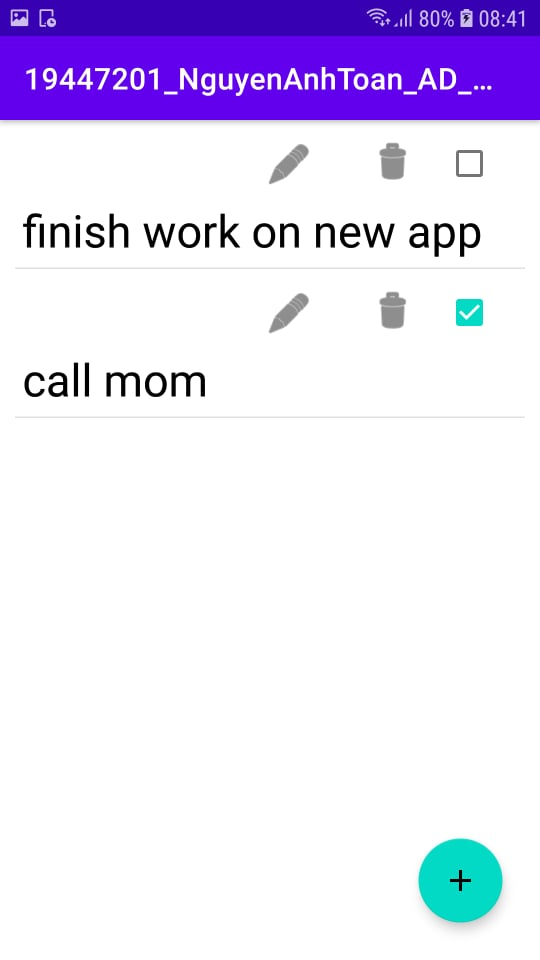 80% 08:41
19447201_NguyenAnhToan_AD_...
finish work on new app
call mom